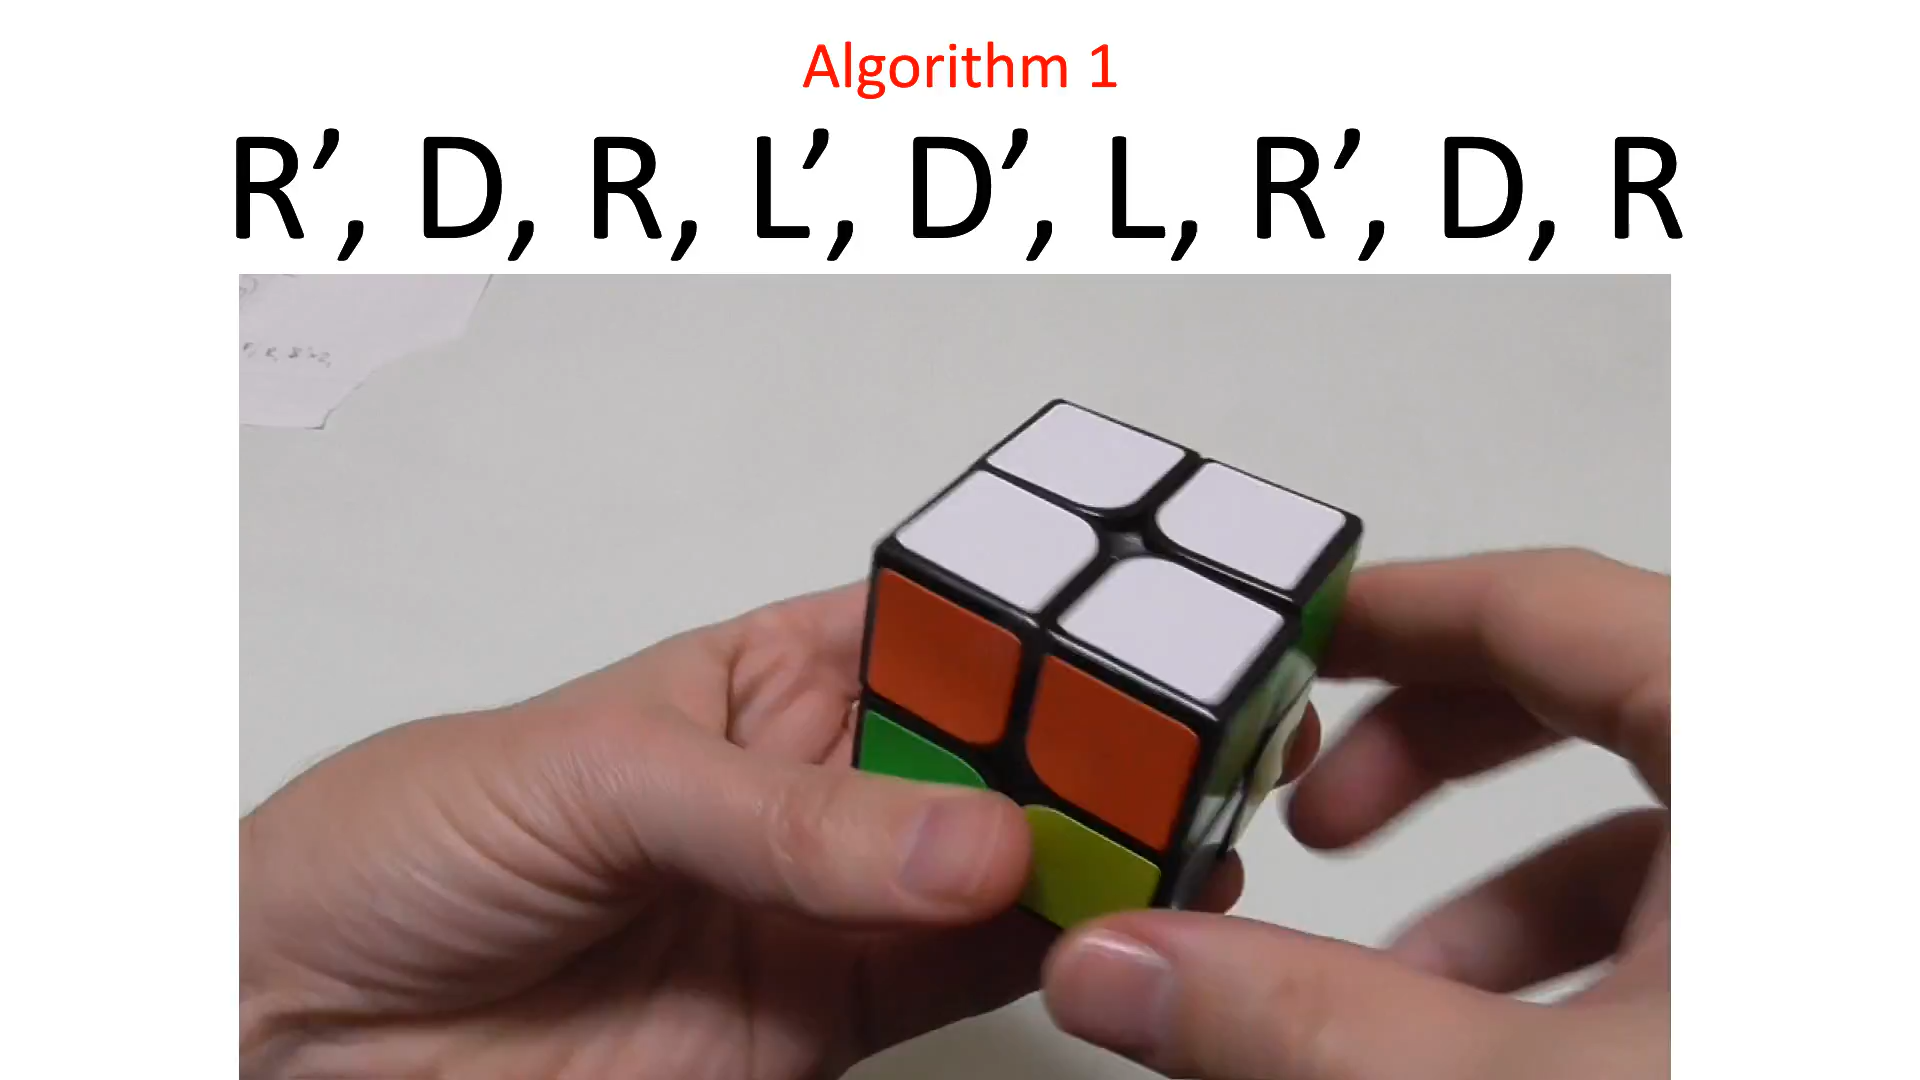 Algorithm 1
R’, D, R, L’, D’, L, R’, D, R